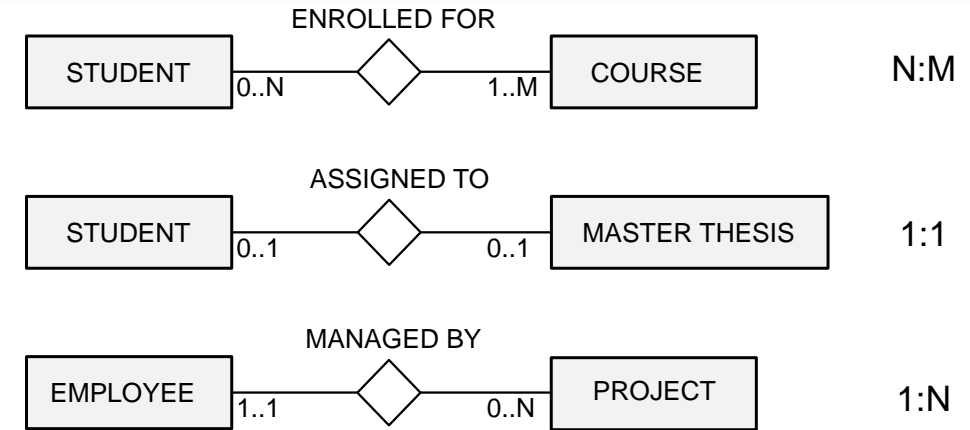 ENROLLED FOR
STUDENT 0..N 1..M COURSE N:M
ASSIGNED TO
STUDENT 0..1 0..1 MASTER THESIS 1:1
MANAGED BY
EMPLOYEE 1..1 0..N PROJECT 1:N